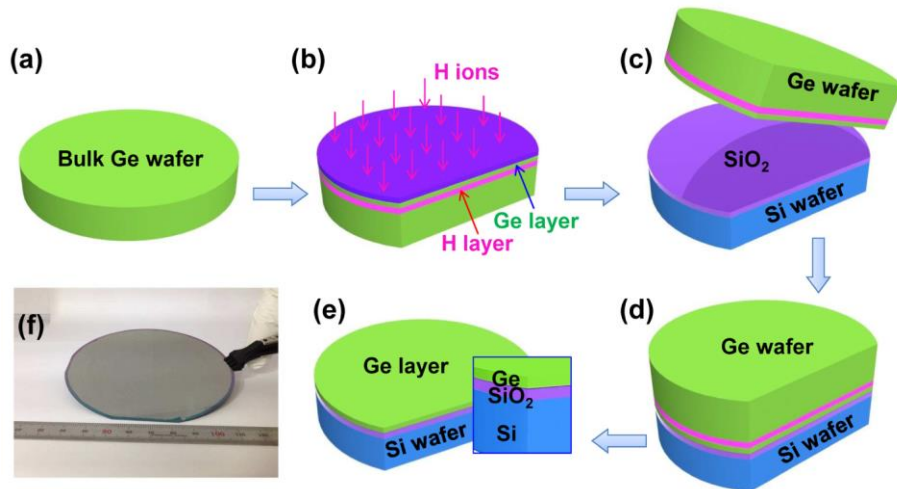 (a)
Bulk Ge wafer
(b)
H ions
Ge layer
H layer
(c)
Ge wafer
SiO₂
Si wafer
(d)
Ge wafer
Si wafer
(e)
Ge layer
Si wafer
Ge
SiO₂
Si
(f)